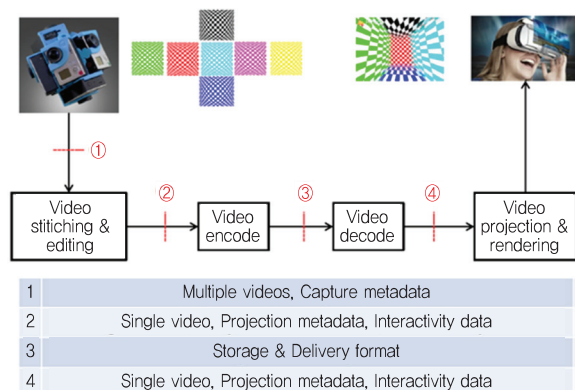 ①
② ③ ④
Video
stitiching &
editing
Video
encode
Video
decode
Video
projection &
rendering
1 Multiple videos, Capture metadata
2 Single video, Projection metadata, Interactivity data
3 Storage & Delivery format
4 Single video, Projection metadata, Interactivity data